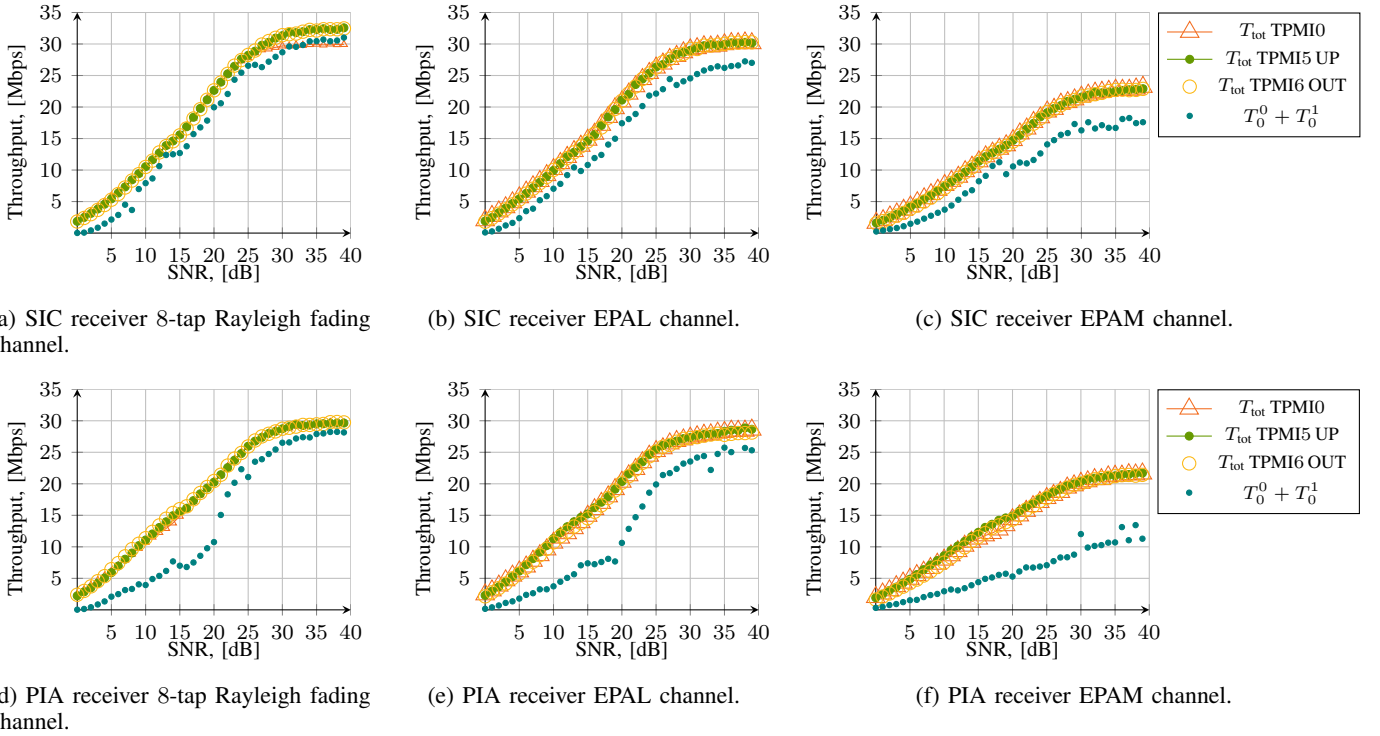 35
30
25
20
15
10
5
Throughput, [Mbps]
5 10 15 20 25 30 35 40
SNR, [dB]
a) SIC receiver 8-tap Rayleigh fading
hannel.
35
30
25
20
15
10
5
Throughput, [Mbps]
5 10 15 20 25 30 35 40
SNR, [dB]
(b) SIC receiver EPAL channel.
35
30
25
20
15
10
5
Throughput, [Mbps]
5 10 15 20 25 30 35 40
SNR, [dB]
(c) SIC receiver EPAM channel.
T_tot TPMI0
T_tot TPMI5 UP
T_tot TPMI6 OUT
T_0^0 + T_0^1
35
30
25
20
15
10
5
Throughput, [Mbps]
5 10 15 20 25 30 35 40
SNR, [dB]
d) PIA receiver 8-tap Rayleigh fading
hannel.
35
30
25
20
15
10
5
Throughput, [Mbps]
5 10 15 20 25 30 35 40
SNR, [dB]
(e) PIA receiver EPAL channel.
35
30
25
20
15
10
5
Throughput, [Mbps]
5 10 15 20 25 30 35 40
SNR, [dB]
(f) PIA receiver EPAM channel.
T_tot TPMI0
T_tot TPMI5 UP
T_tot TPMI6 OUT
T_0^0 + T_0^1